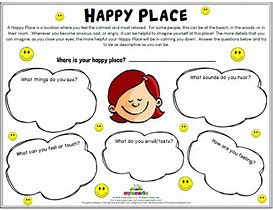 HAPPY PLACE
A Happy Place is a location where you feel the calmest and most relaxed. For some people, this can be at the beach, in the woods, or in
their room. Whenever you become anxious, sad, or angry, it can be helpful to imagine yourself at this place! The more details that you
can imagine, as you close your eyes, the more helpful your Happy Place will be in calming you down. Answer the questions below and try
to be as descriptive as you can be.
Where is your happy place?
What things do you see?
What sounds do you hear?
What can you feel or touch?
What do you smell/taste?
How are you feeling?
mylemarks